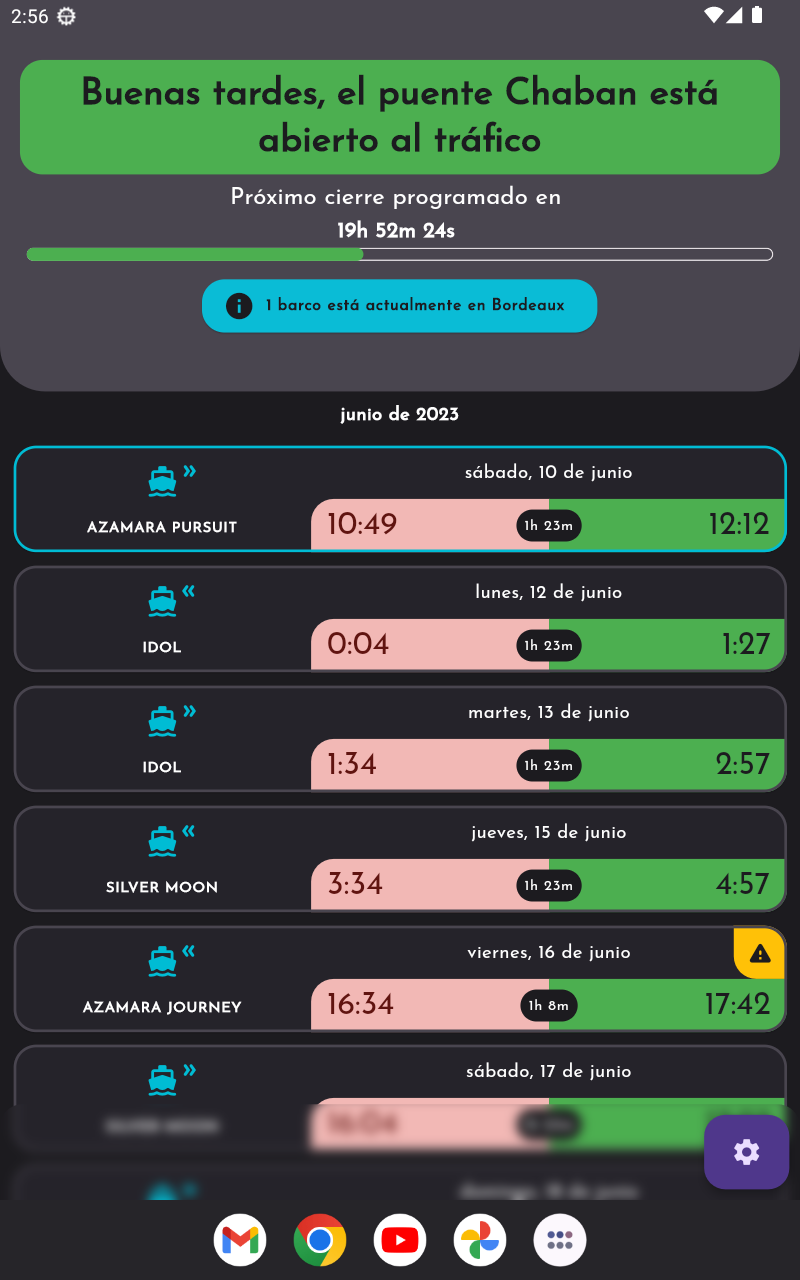 2:56
Buenas tardes, el puente Chaban está
abierto al tráfico
Próximo cierre programado en
19h 52m 24s
1 barco está actualmente en Bordeaux
junio de 2023
»
sábado, 10 de junio
AZAMARA PURSUIT
10:49
1h 23m
12:12
«
lunes, 12 de junio
IDOL
0:04
1h 23m
1:27
»
martes, 13 de junio
IDOL
1:34
1h 23m
2:57
«
jueves, 15 de junio
SILVER MOON
3:34
1h 23m
4:57
«
viernes, 16 de junio
AZAMARA JOURNEY
16:34
1h 8m
17:42
»
sábado, 17 de junio
SILVER MOON
16:04